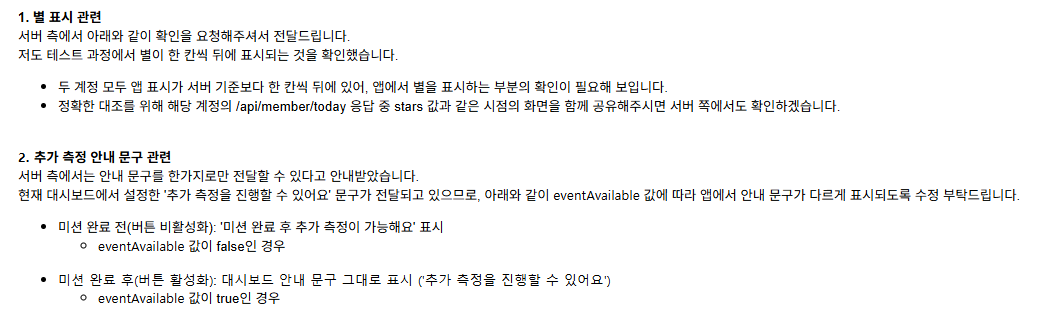 1. 별 표시 관련
서버 측에서 아래와 같이 확인을 요청해주셔서 전달드립니다.
저도 테스트 과정에서 별이 한 칸씩 뒤에 표시되는 것을 확인했습니다.
• 두 계정 모두 앱 표시가 서버 기준보다 한 칸씩 뒤에 있어, 앱에서 별을 표시하는 부분의 확인이 필요해 보입니다.
• 정확한 대조를 위해 해당 계정의 /api/member/today 응답 중 stars 값과 같은 시점의 화면을 함께 공유해주시면 서버 쪽에서도 확인하겠습니다.
2. 추가 측정 안내 문구 관련
서버 측에서는 안내 문구를 한가지로만 전달할 수 있다고 안내받았습니다.
현재 대시보드에서 설정한 '추가 측정을 진행할 수 있어요' 문구가 전달되고 있으므로, 아래와 같이 eventAvailable 값에 따라 앱에서 안내 문구가 다르게 표시되도록 수정 부탁드립니다.
• 미션 완료 전(버튼 비활성화): '미션 완료 후 추가 측정이 가능해요' 표시
○ eventAvailable 값이 false인 경우
• 미션 완료 후(버튼 활성화): 대시보드 안내 문구 그대로 표시 ('추가 측정을 진행할 수 있어요')
○ eventAvailable 값이 true인 경우